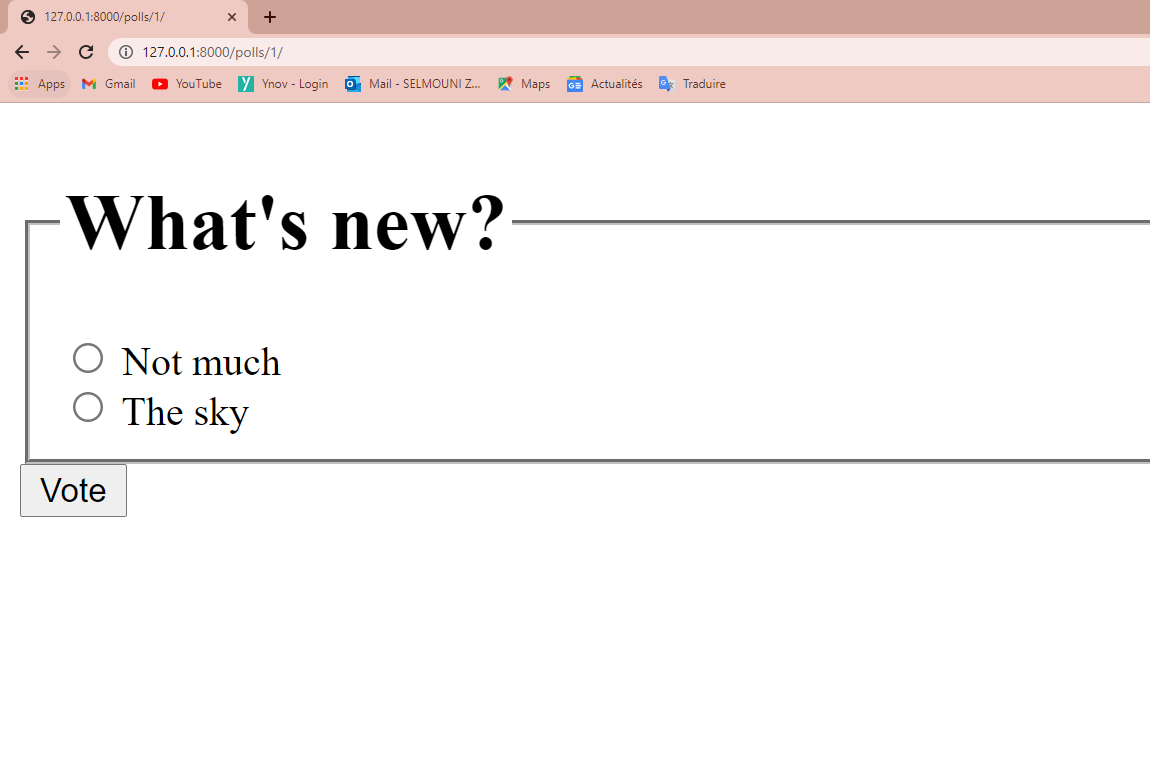 127.0.0.1:8000/polls/1/
127.0.0.1:8000/polls/1/
Apps Gmail YouTube Ynov - Login Mail - SELMOUNI Z... Maps Actualités Traduire
What's new?
Not much
The sky
Vote